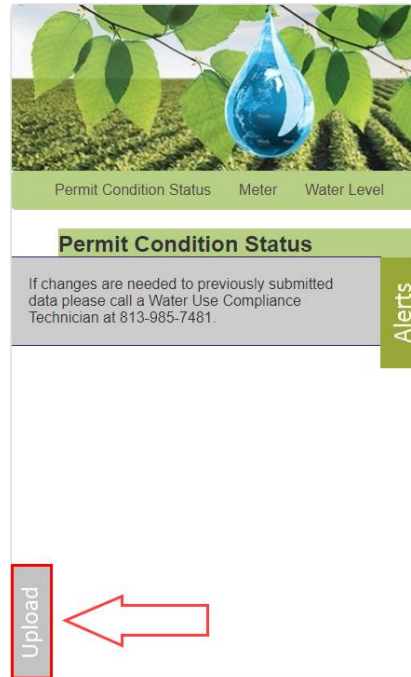 Permit Condition Status Meter Water Level
Permit Condition Status
If changes are needed to previously submitted
data please call a Water Use Compliance
Technician at 813-985-7481.
Alerts
Upload